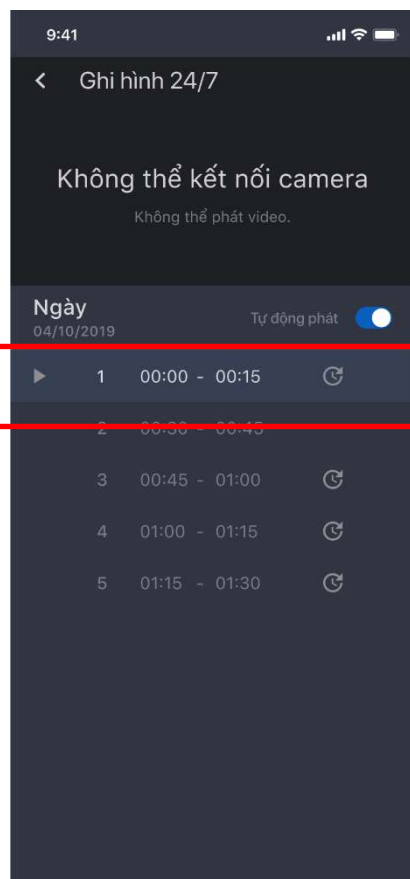 9:41
Ghi hình 24/7
Không thể kết nối camera
Không thể phát video.
Ngày
Tự động phát
04/10/2019
1 00:00 - 00:15
2 00:30 - 00:45
3 00:45 - 01:00
4 01:00 - 01:15
5 01:15 - 01:30